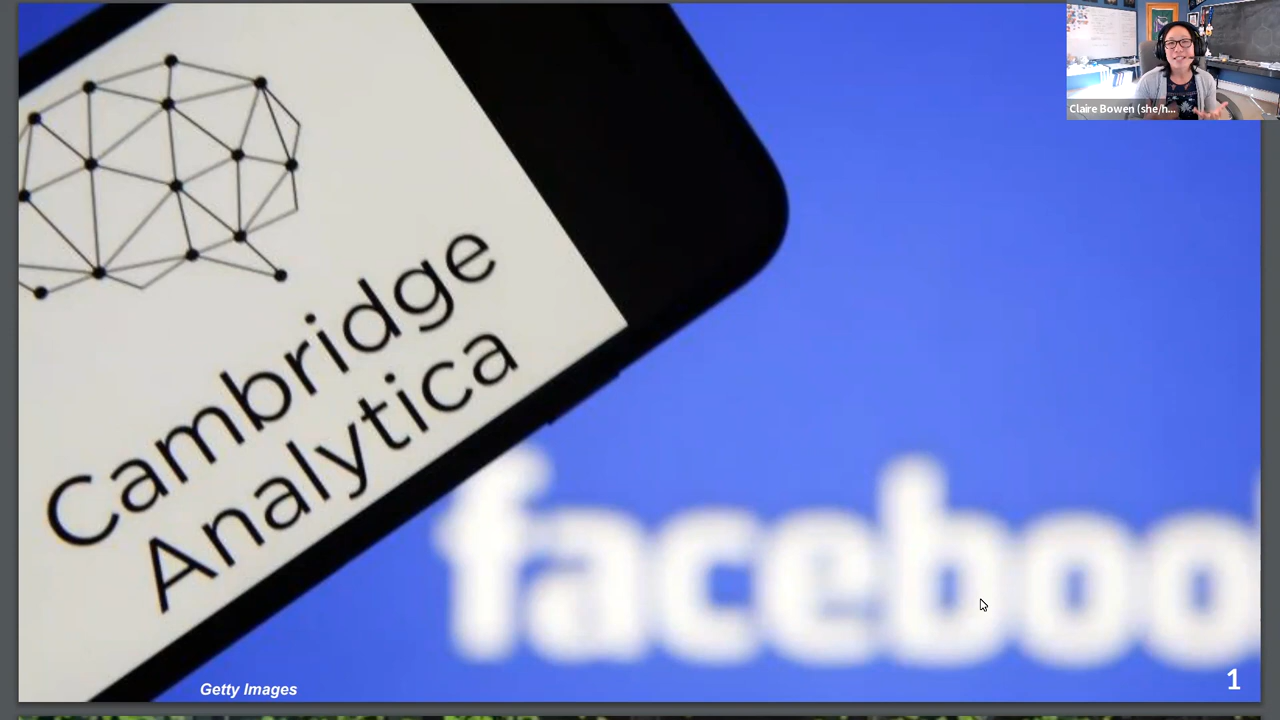 Claire Bowen (she/h...
Cambridge
Analytica
faceboo
Getty Images
1